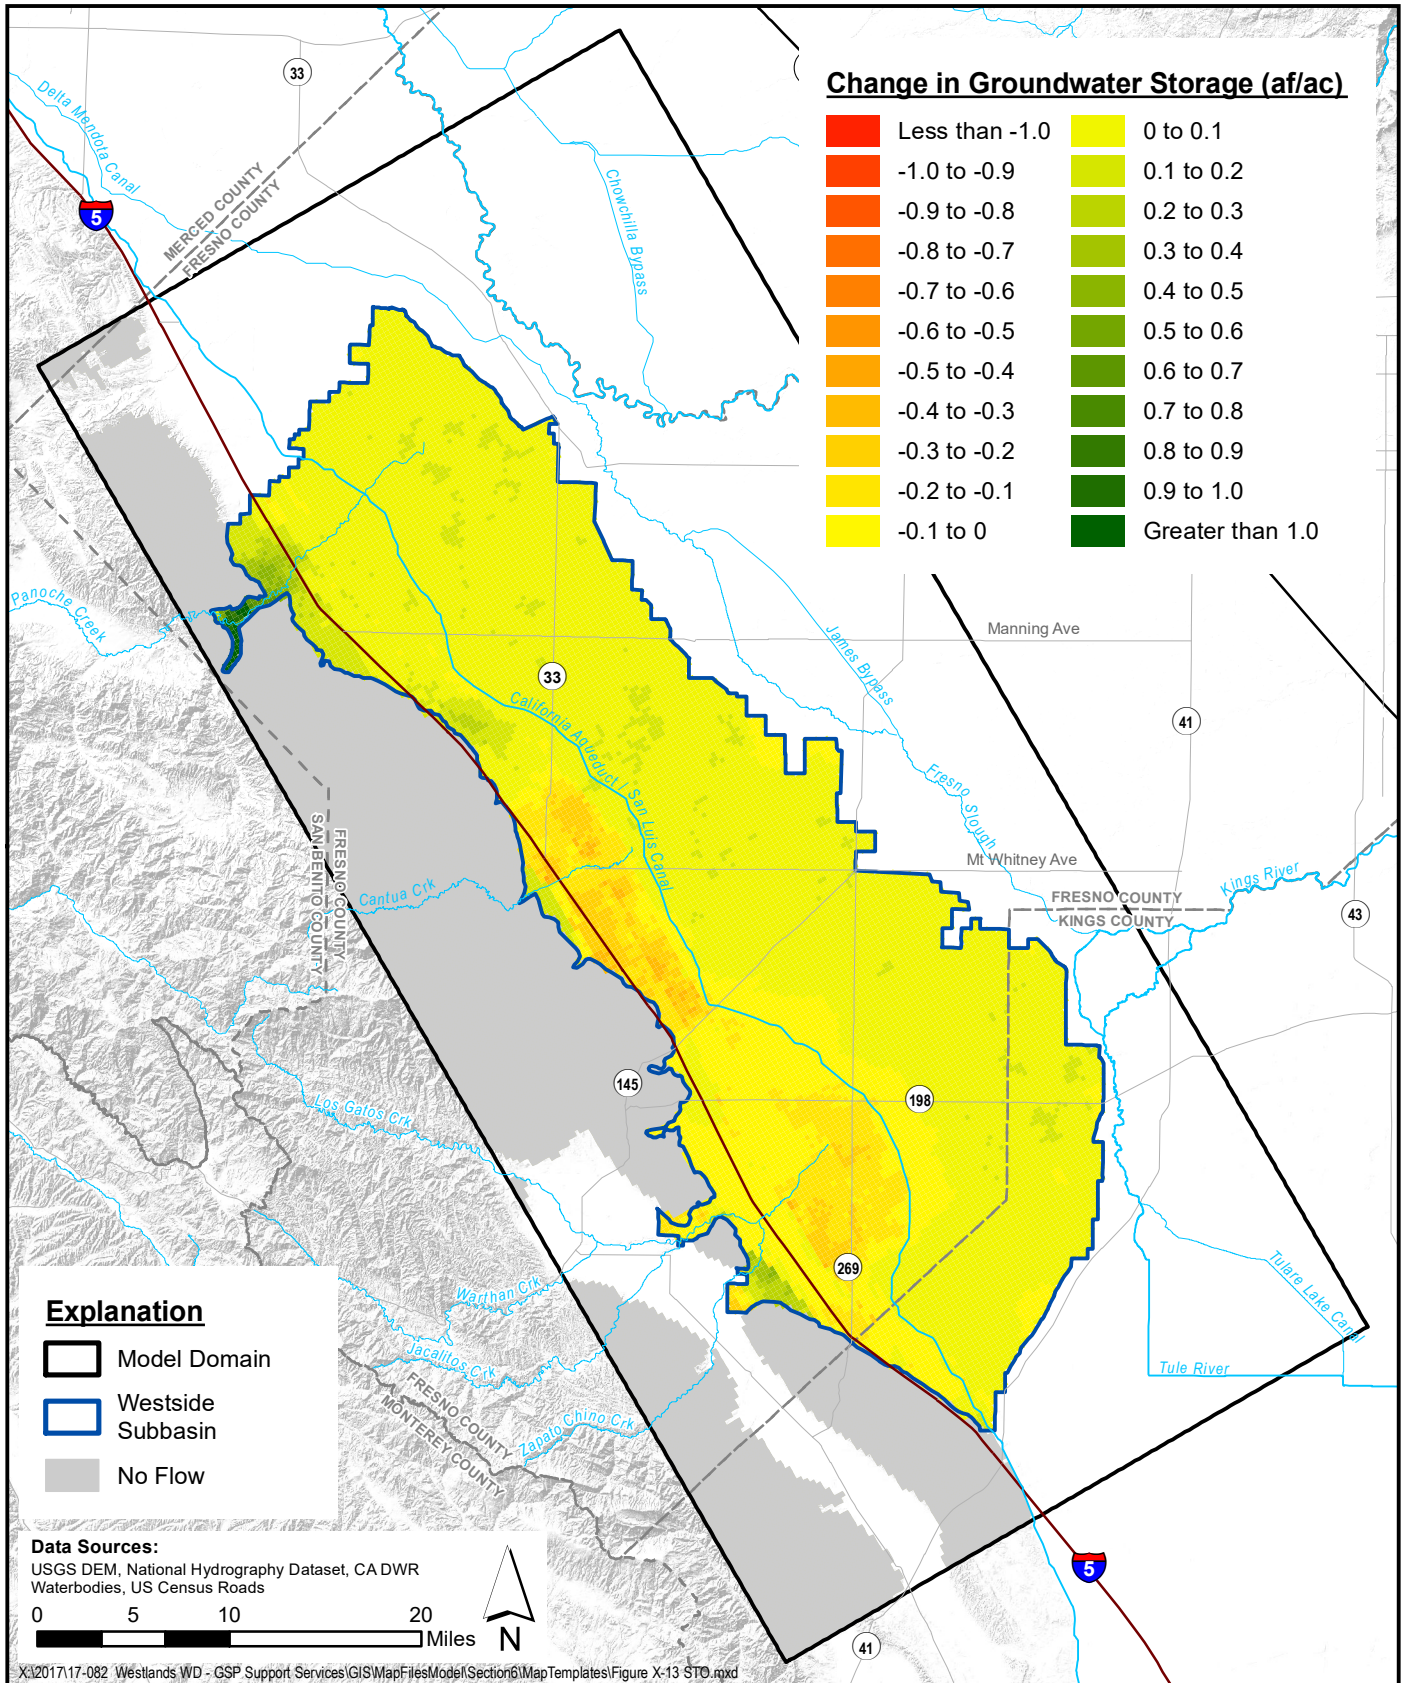 33
Delta Mendota Canal
5
MERCED COUNTY
FRESNO COUNTY
Chowchilla Bypass
Change in Groundwater Storage (af/ac)
Less than -1.0
-1.0 to -0.9
-0.9 to -0.8
-0.8 to -0.7
-0.7 to -0.6
-0.6 to -0.5
-0.5 to -0.4
-0.4 to -0.3
-0.3 to -0.2
-0.2 to -0.1
-0.1 to 0
0 to 0.1
0.1 to 0.2
0.2 to 0.3
0.3 to 0.4
0.4 to 0.5
0.5 to 0.6
0.6 to 0.7
0.7 to 0.8
0.8 to 0.9
0.9 to 1.0
Greater than 1.0
Panoche Creek
Manning Ave
James Bypass
33
41
California Aqueduct / San Luis Canal
Fresno Slough
SAN BENITO COUNTY
FRESNO COUNTY
Cantua Crk
Mt Whitney Ave
Kings River
FRESNO COUNTY
KINGS COUNTY
43
145
Los Gatos Crk
198
269
Warthan Crk
Jacalitos Crk
Zapato Chino Crk
FRESNO COUNTY
MONTEREY COUNTY
Tulare Lake Canal
Tule River
Explanation
Model Domain
Westside
Subbasin
No Flow
Data Sources:
USGS DEM, National Hydrography Dataset, CA DWR
Waterbodies, US Census Roads
0 5 10 20
Miles
N
5
41
X:\2017\17-082 Westlands WD - GSP Support Services\GIS\MapFilesModel\Section6\MapTemplates\Figure X-13 STO.mxd